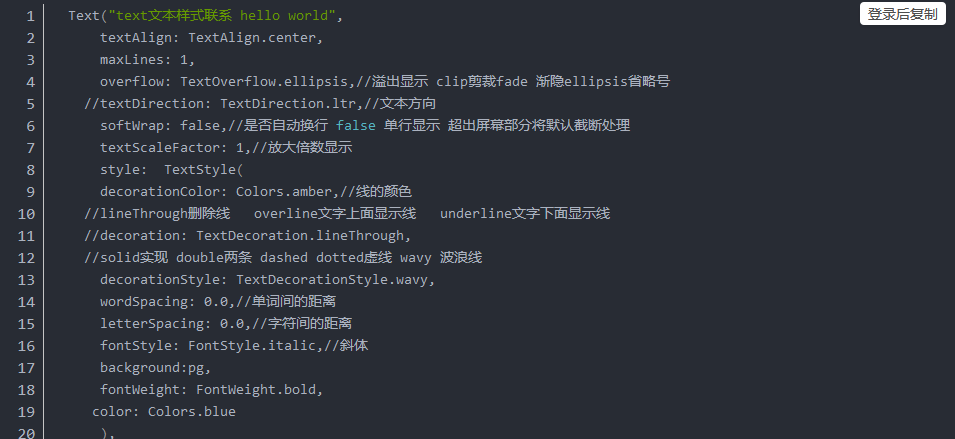 登录后复制
1 Text("text文本样式联系 hello world",
2 textAlign: TextAlign.center,
3 maxLines: 1,
4 overflow: TextOverflow.ellipsis,//溢出显示 clip剪裁fade 渐隐ellipsis省略号
5 //textDirection: TextDirection.ltr,//文本方向
6 softWrap: false,//是否自动换行 false 单行显示 超出屏幕部分将默认截断处理
7 textScaleFactor: 1,//放大倍数显示
8 style:  TextStyle(
9 decorationColor: Colors.amber,//线的颜色
10 //lineThrough删除线   overline文字上面显示线   underline文字下面显示线
11 //decoration: TextDecoration.lineThrough,
12 //solid实现 double两条 dashed dotted虚线 wavy 波浪线
13 decorationStyle: TextDecorationStyle.wavy,
14 wordSpacing: 0.0,//单词间的距离
15 letterSpacing: 0.0,//字符间的距离
16 fontStyle: FontStyle.italic,//斜体
17 background:pg,
18 fontWeight: FontWeight.bold,
19 color: Colors.blue
20 ),